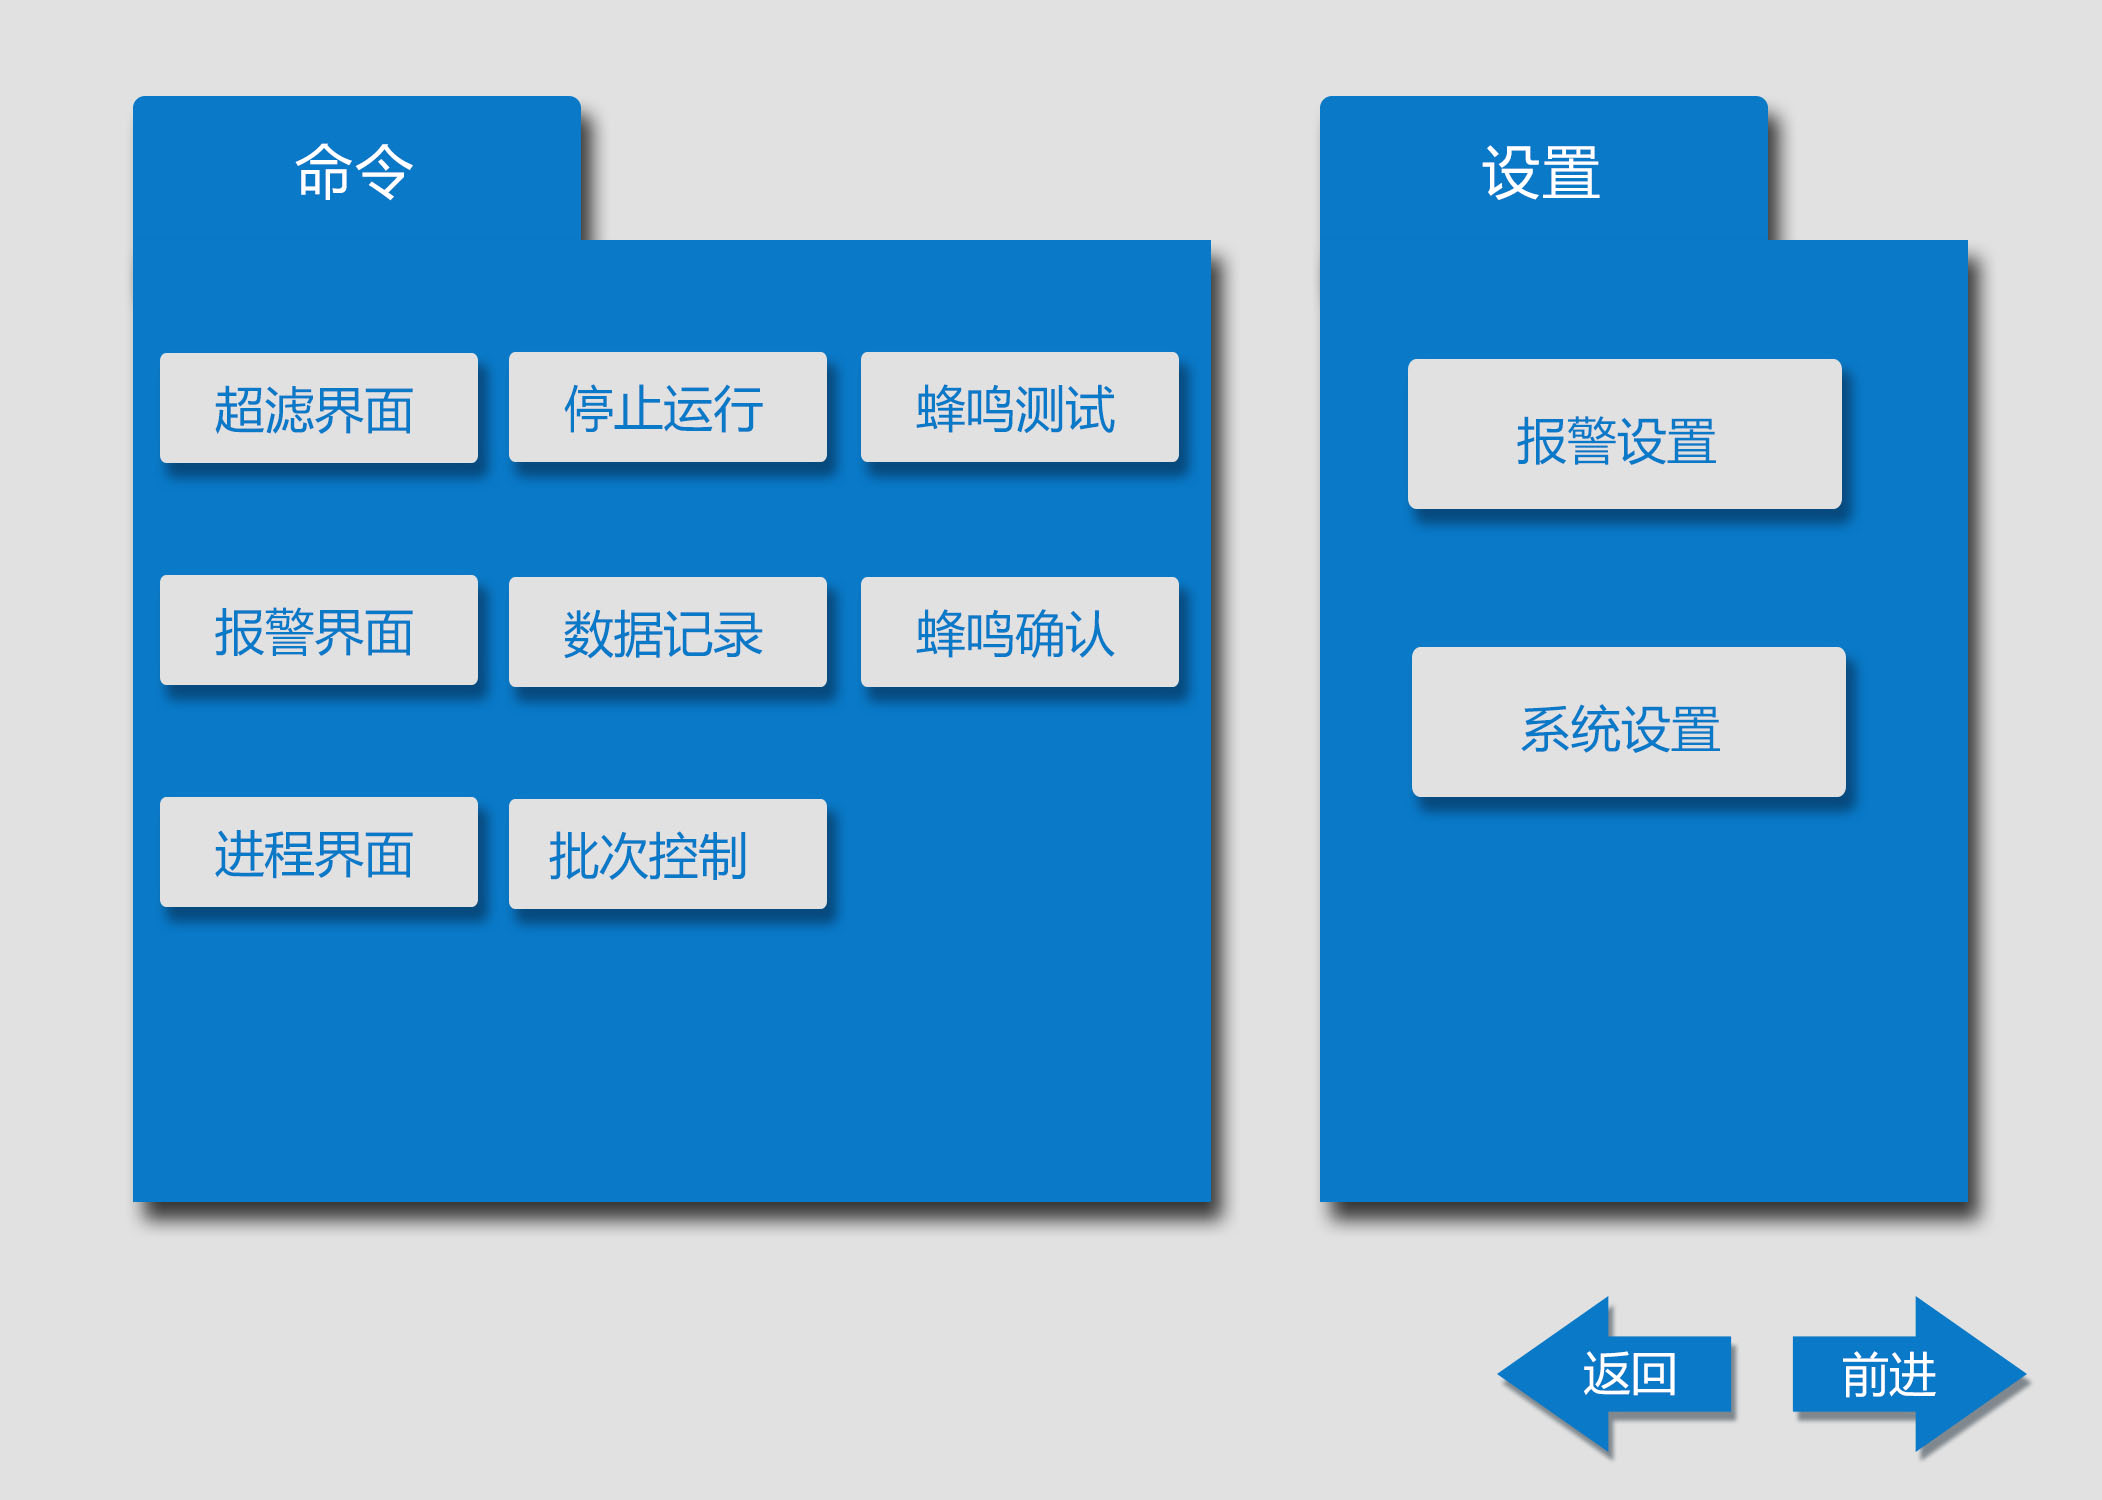 命令
超滤界面
停止运行
蜂鸣测试
报警界面
数据记录
蜂鸣确认
进程界面
批次控制
设置
报警设置
系统设置
返回
前进